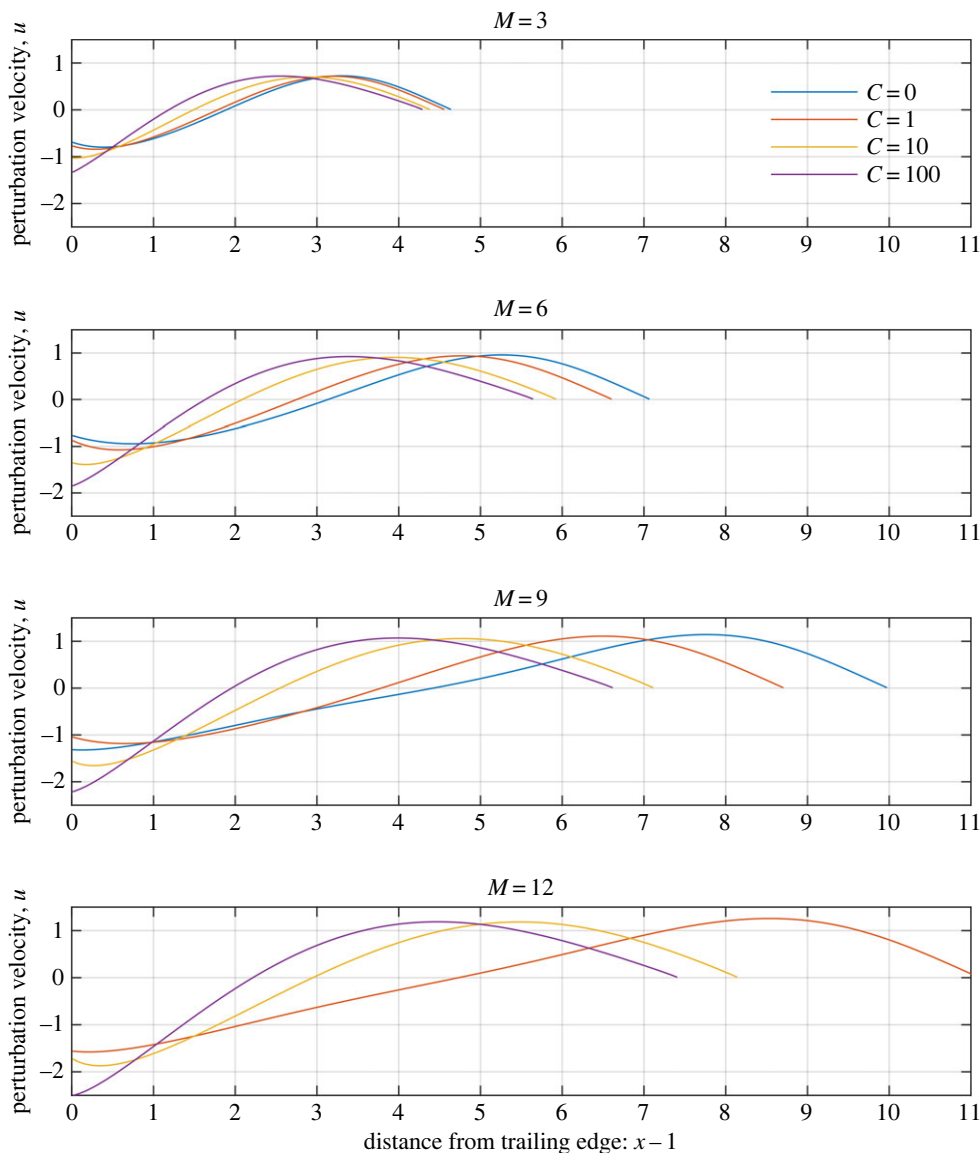 M = 3
perturbation velocity, u
1
0
–1
–2
C = 0
C = 1
C = 10
C = 100
0 1 2 3 4 5 6 7 8 9 10 11
M = 6
perturbation velocity, u
1
0
–1
–2
0 1 2 3 4 5 6 7 8 9 10 11
M = 9
perturbation velocity, u
1
0
–1
–2
0 1 2 3 4 5 6 7 8 9 10 11
M = 12
perturbation velocity, u
1
0
–1
–2
0 1 2 3 4 5 6 7 8 9 10 11
distance from trailing edge: x – 1